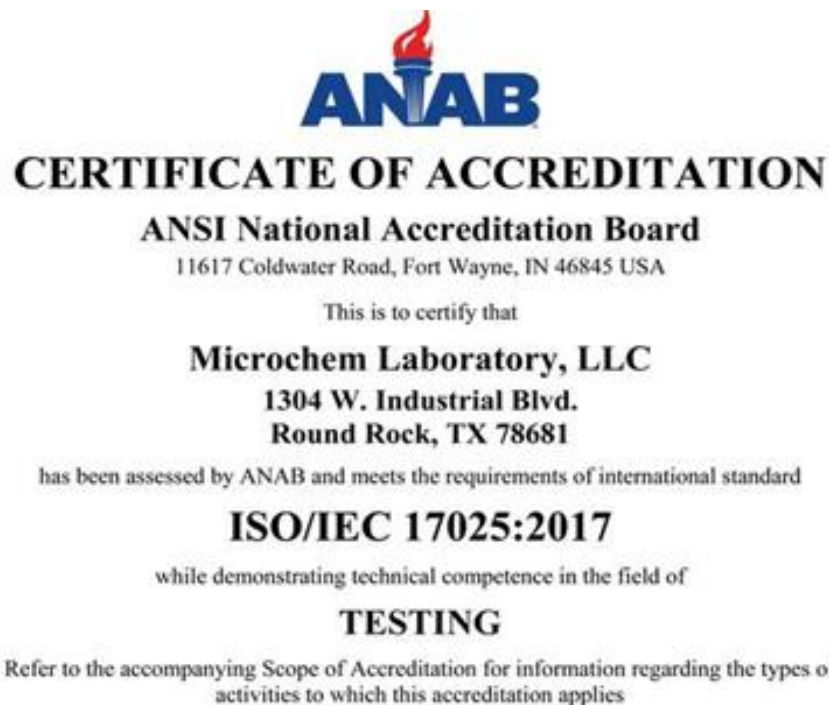 ANAB
CERTIFICATE OF ACCREDITATION
ANSI National Accreditation Board
11617 Coldwater Road, Fort Wayne, IN 46845 USA
This is to certify that
Microchem Laboratory, LLC
1304 W. Industrial Blvd.
Round Rock, TX 78681
has been assessed by ANAB and meets the requirements of international standard
ISO/IEC 17025:2017
while demonstrating technical competence in the field of
TESTING
Refer to the accompanying Scope of Accreditation for information regarding the types o
activities to which this accreditation applies